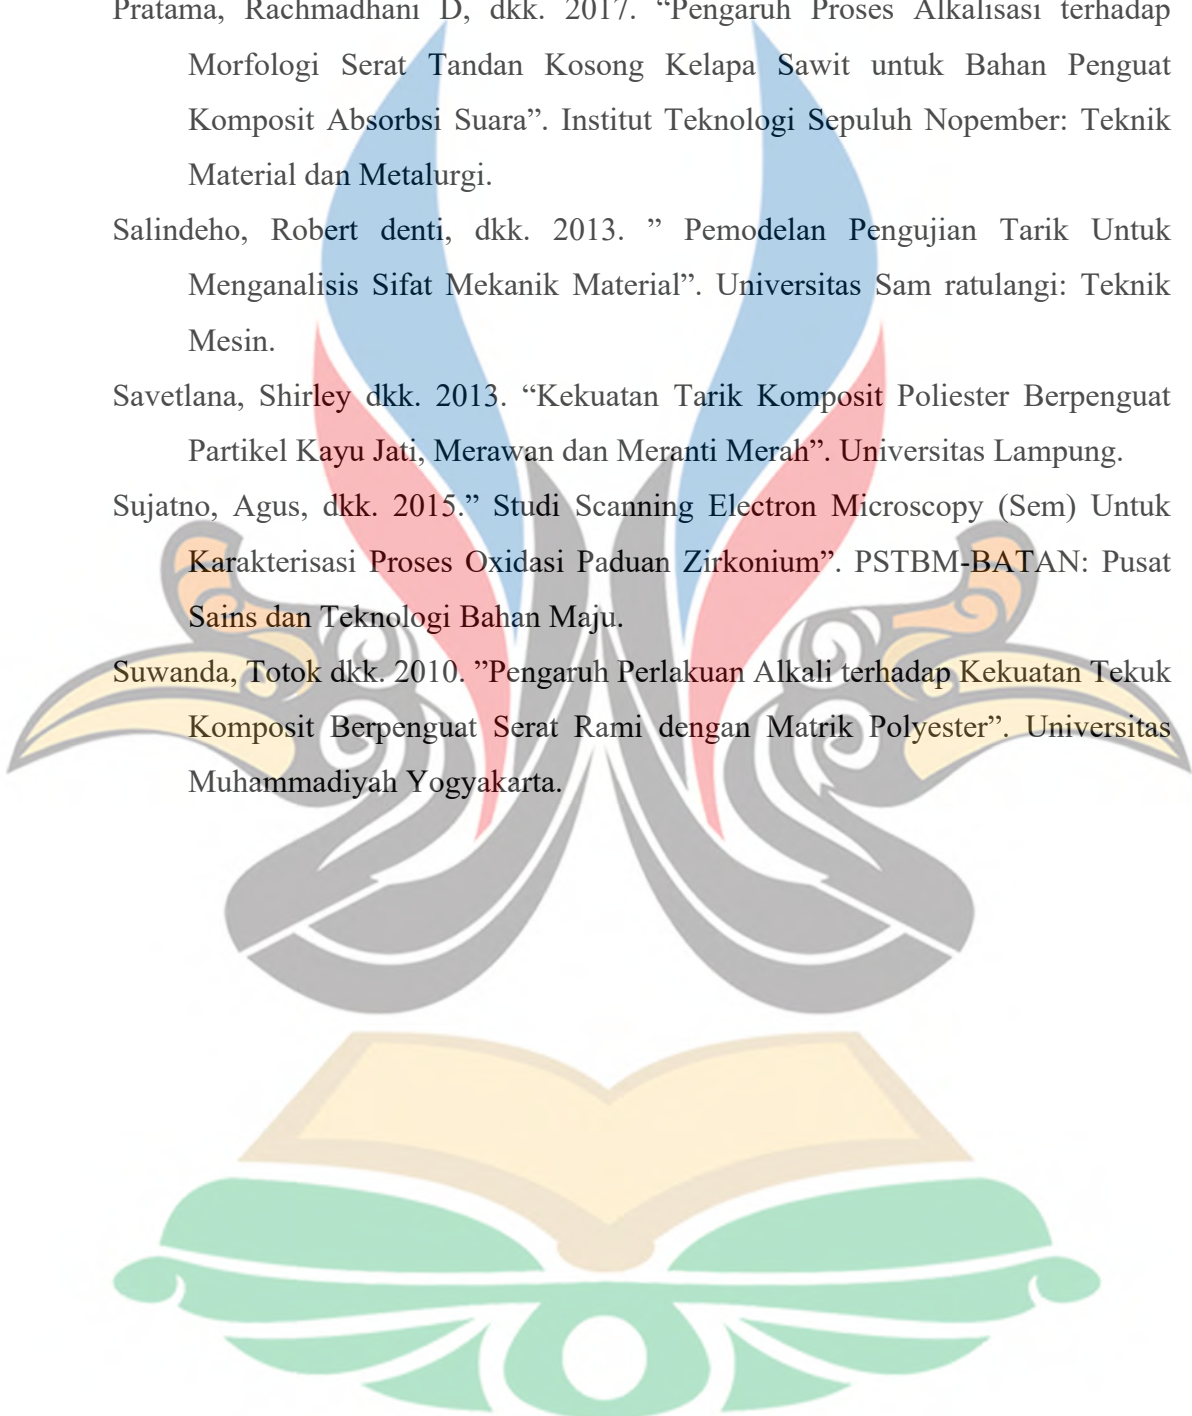 Pratama, Rachmadhani D, dkk. 2017. “Pengaruh Proses Alkalisasi terhadap
Morfologi Serat Tandan Kosong Kelapa Sawit untuk Bahan Penguat
Komposit Absorbsi Suara”. Institut Teknologi Sepuluh Nopember: Teknik
Material dan Metalurgi.
Salindeho, Robert denti, dkk. 2013. ” Pemodelan Pengujian Tarik Untuk
Menganalisis Sifat Mekanik Material”. Universitas Sam ratulangi: Teknik
Mesin.
Savetlana, Shirley dkk. 2013. “Kekuatan Tarik Komposit Poliester Berpenguat
Partikel Kayu Jati, Merawan dan Meranti Merah”. Universitas Lampung.
Sujatno, Agus, dkk. 2015.” Studi Scanning Electron Microscopy (Sem) Untuk
Karakterisasi Proses Oxidasi Paduan Zirkonium”. PSTBM-BATAN: Pusat
Sains dan Teknologi Bahan Maju.
Suwanda, Totok dkk. 2010. ”Pengaruh Perlakuan Alkali terhadap Kekuatan Tekuk
Komposit Berpenguat Serat Rami dengan Matrik Polyester”. Universitas
Muhammadiyah Yogyakarta.